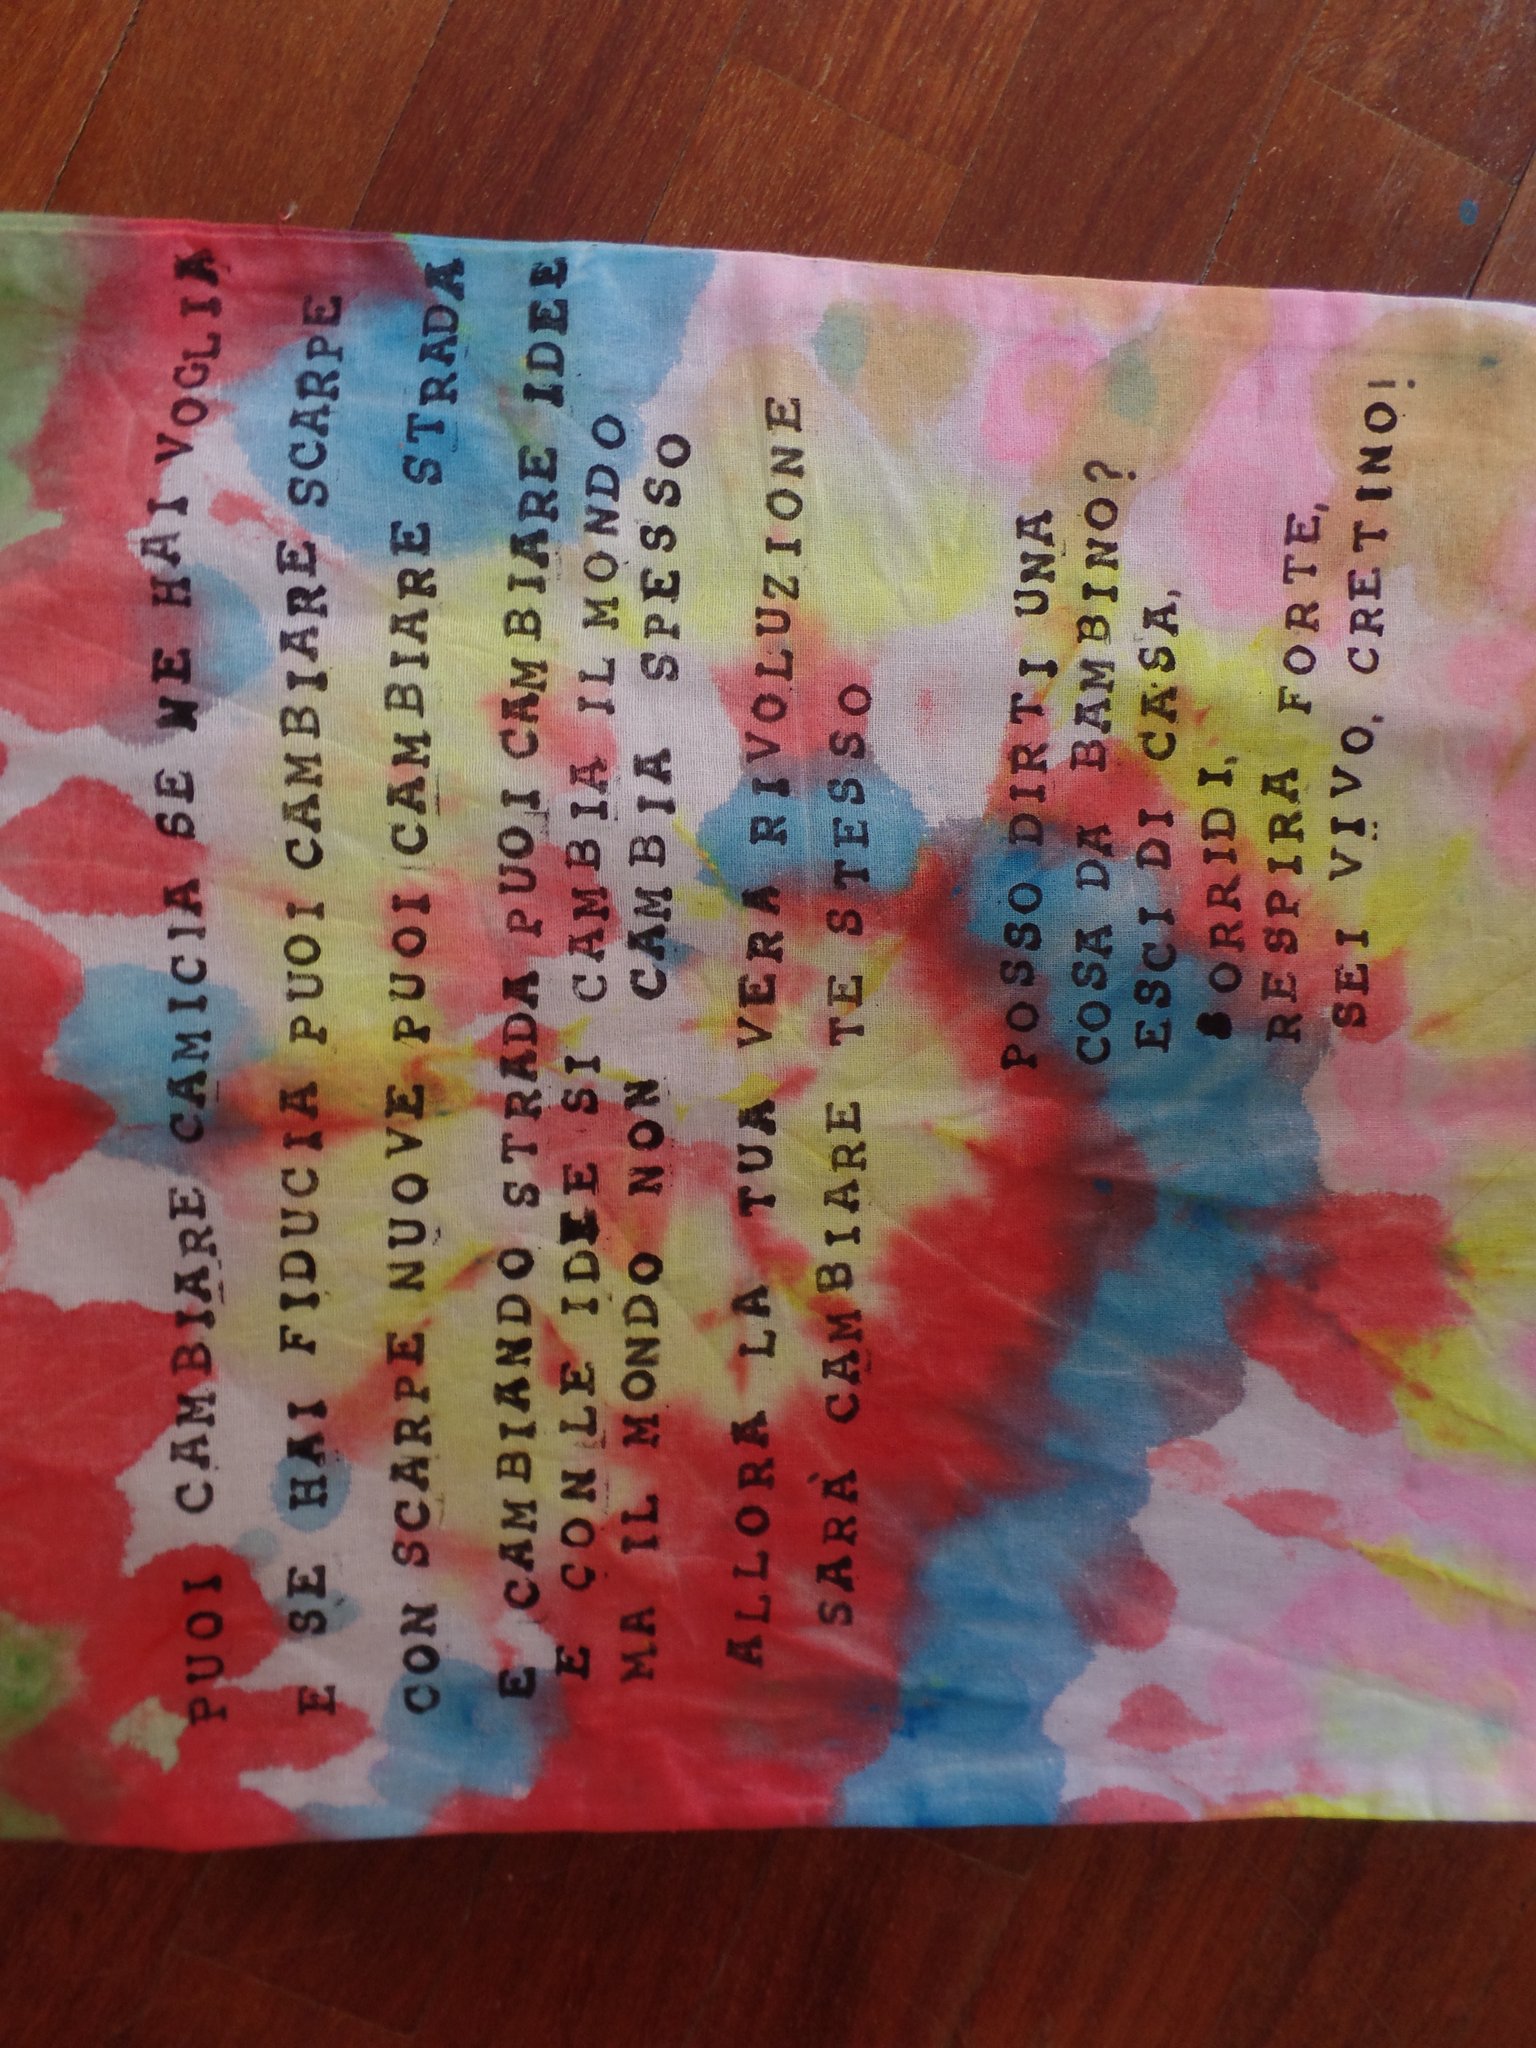 PUOI CAMBIARE CAMICIA SE NE HAI VOGLIA
E SE HAI FIDUCIA PUOI CAMBIARE SCARPE
CON SCARPE NUOVE PUOI CAMBIARE STRADA
E CAMBIANDO STRADA PUOI CAMBIARE IDEE
E CON LE IDEE SI CAMBIA IL MONDO
MA IL MONDO NON CAMBIA SPESSO
ALLORA LA TUA VERA RIVOLUZIONE
SARÀ CAMBIARE TE STESSO
POSSO DIRTI UNA
COSA DA BAMBINO?
ESCI DI CASA,
SORRIDI,
RESPIRA FORTE,
SEI VIVO, CRETINO!